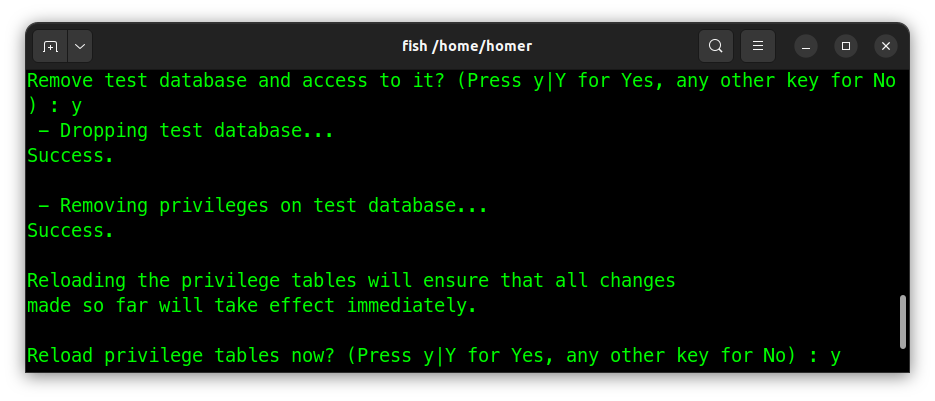 fish /home/homer
Remove test database and access to it? (Press y|Y for Yes, any other key for No
) : y
 - Dropping test database...
Success.

 - Removing privileges on test database...
Success.

Reloading the privilege tables will ensure that all changes
made so far will take effect immediately.

Reload privilege tables now? (Press y|Y for Yes, any other key for No) : y